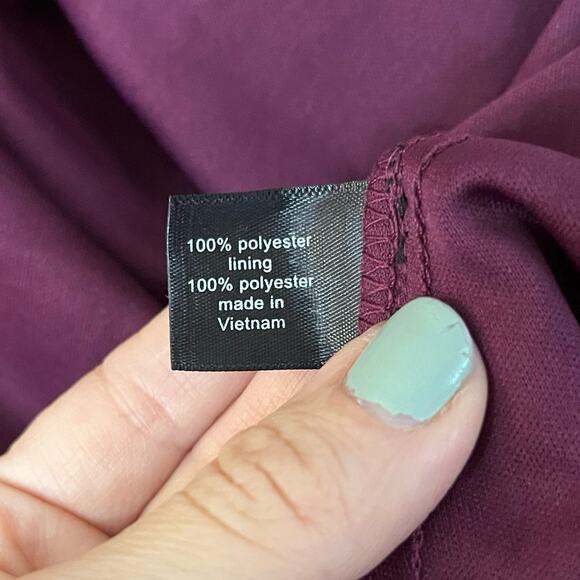 100% polyester
lining
100% polyester
made in
Vietnam